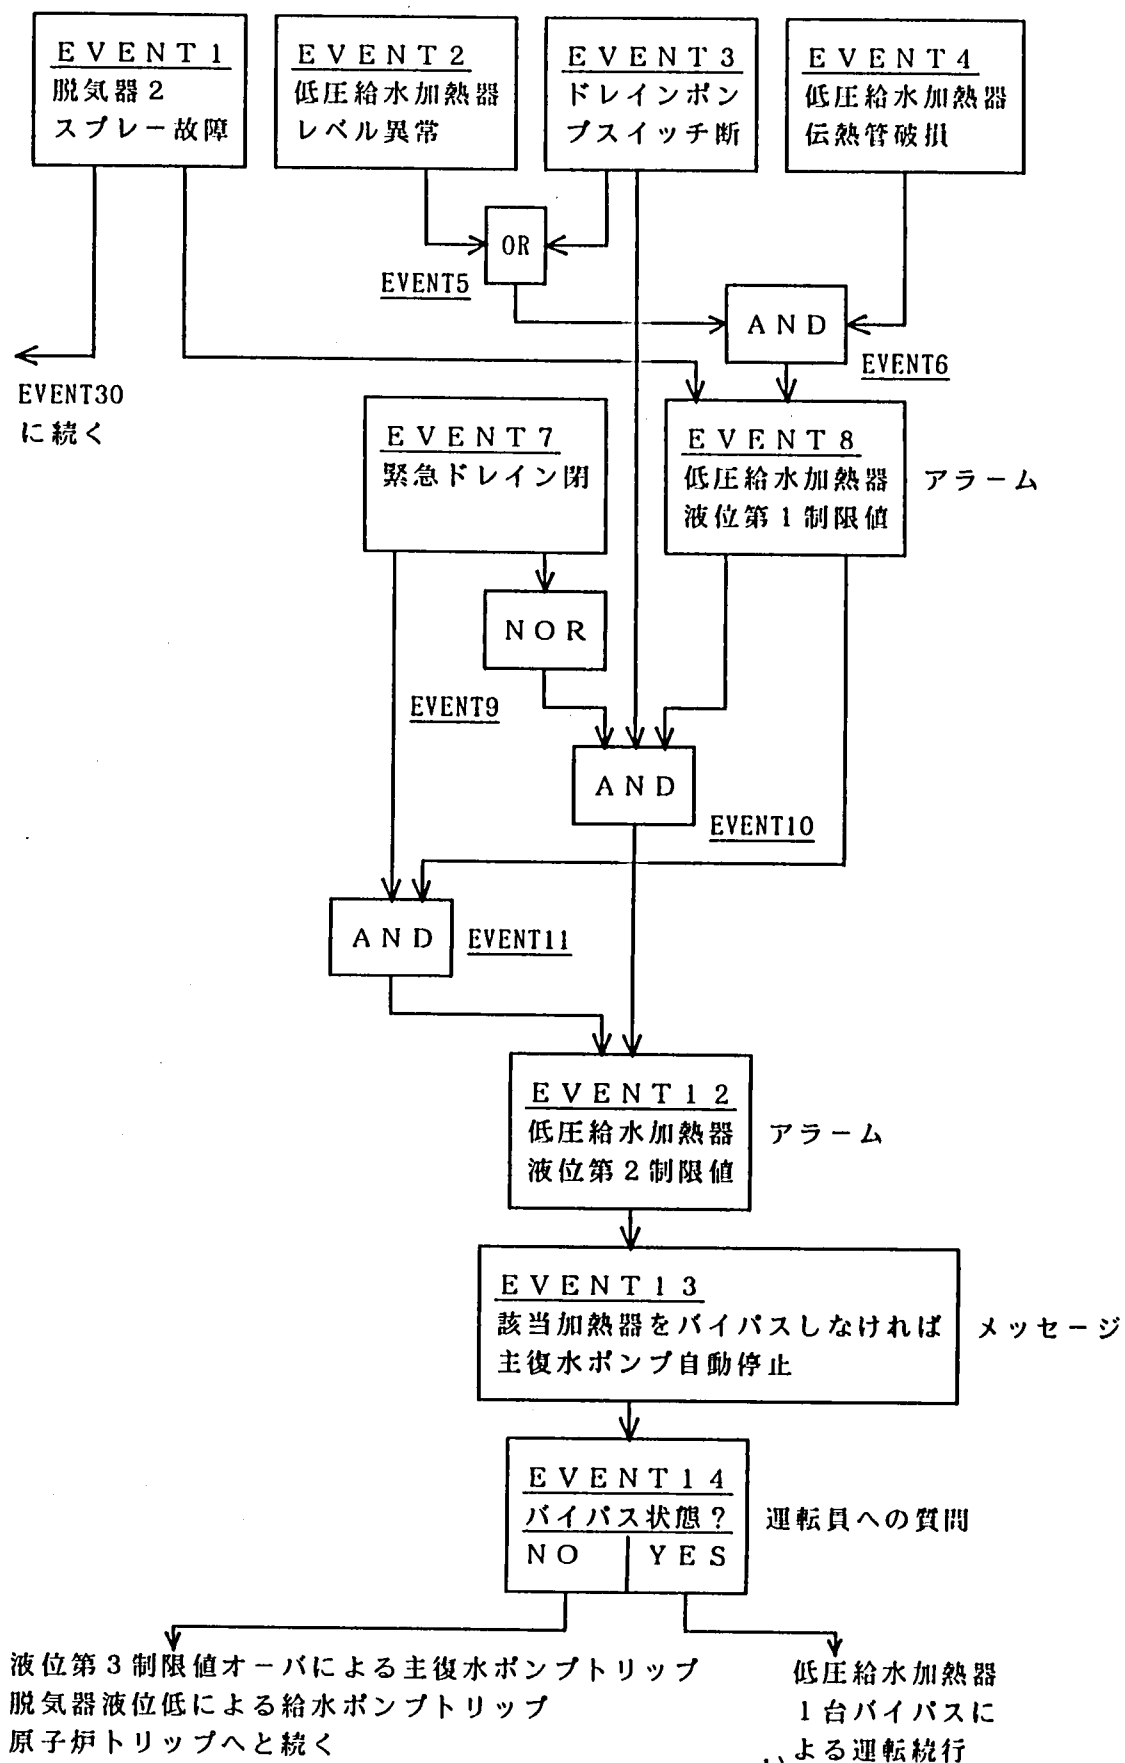 EVENT1
脱気器2
スプレー故障
EVENT2
低圧給水加熱器
レベル異常
EVENT3
ドレインポン
プスイッチ断
EVENT4
低圧給水加熱器
伝熱管破損
OR
EVENT5
AND
EVENT6
EVENT30
に続く
EVENT7
緊急ドレイン閉
EVENT8
低圧給水加熱器
液位第1制限値
アラーム
NOR
EVENT9
AND
EVENT10
AND
EVENT11
EVENT12
低圧給水加熱器
液位第2制限値
アラーム
EVENT13
該当加熱器をバイパスしなければ
主復水ポンプ自動停止
メッセージ
EVENT14
バイパス状態?
NO
YES
運転員への質問
液位第3制限値オーバによる主復水ポンプトリップ
脱気器液位低による給水ポンプトリップ
原子炉トリップへと続く
低圧給水加熱器
1台バイパスに
よる運転続行